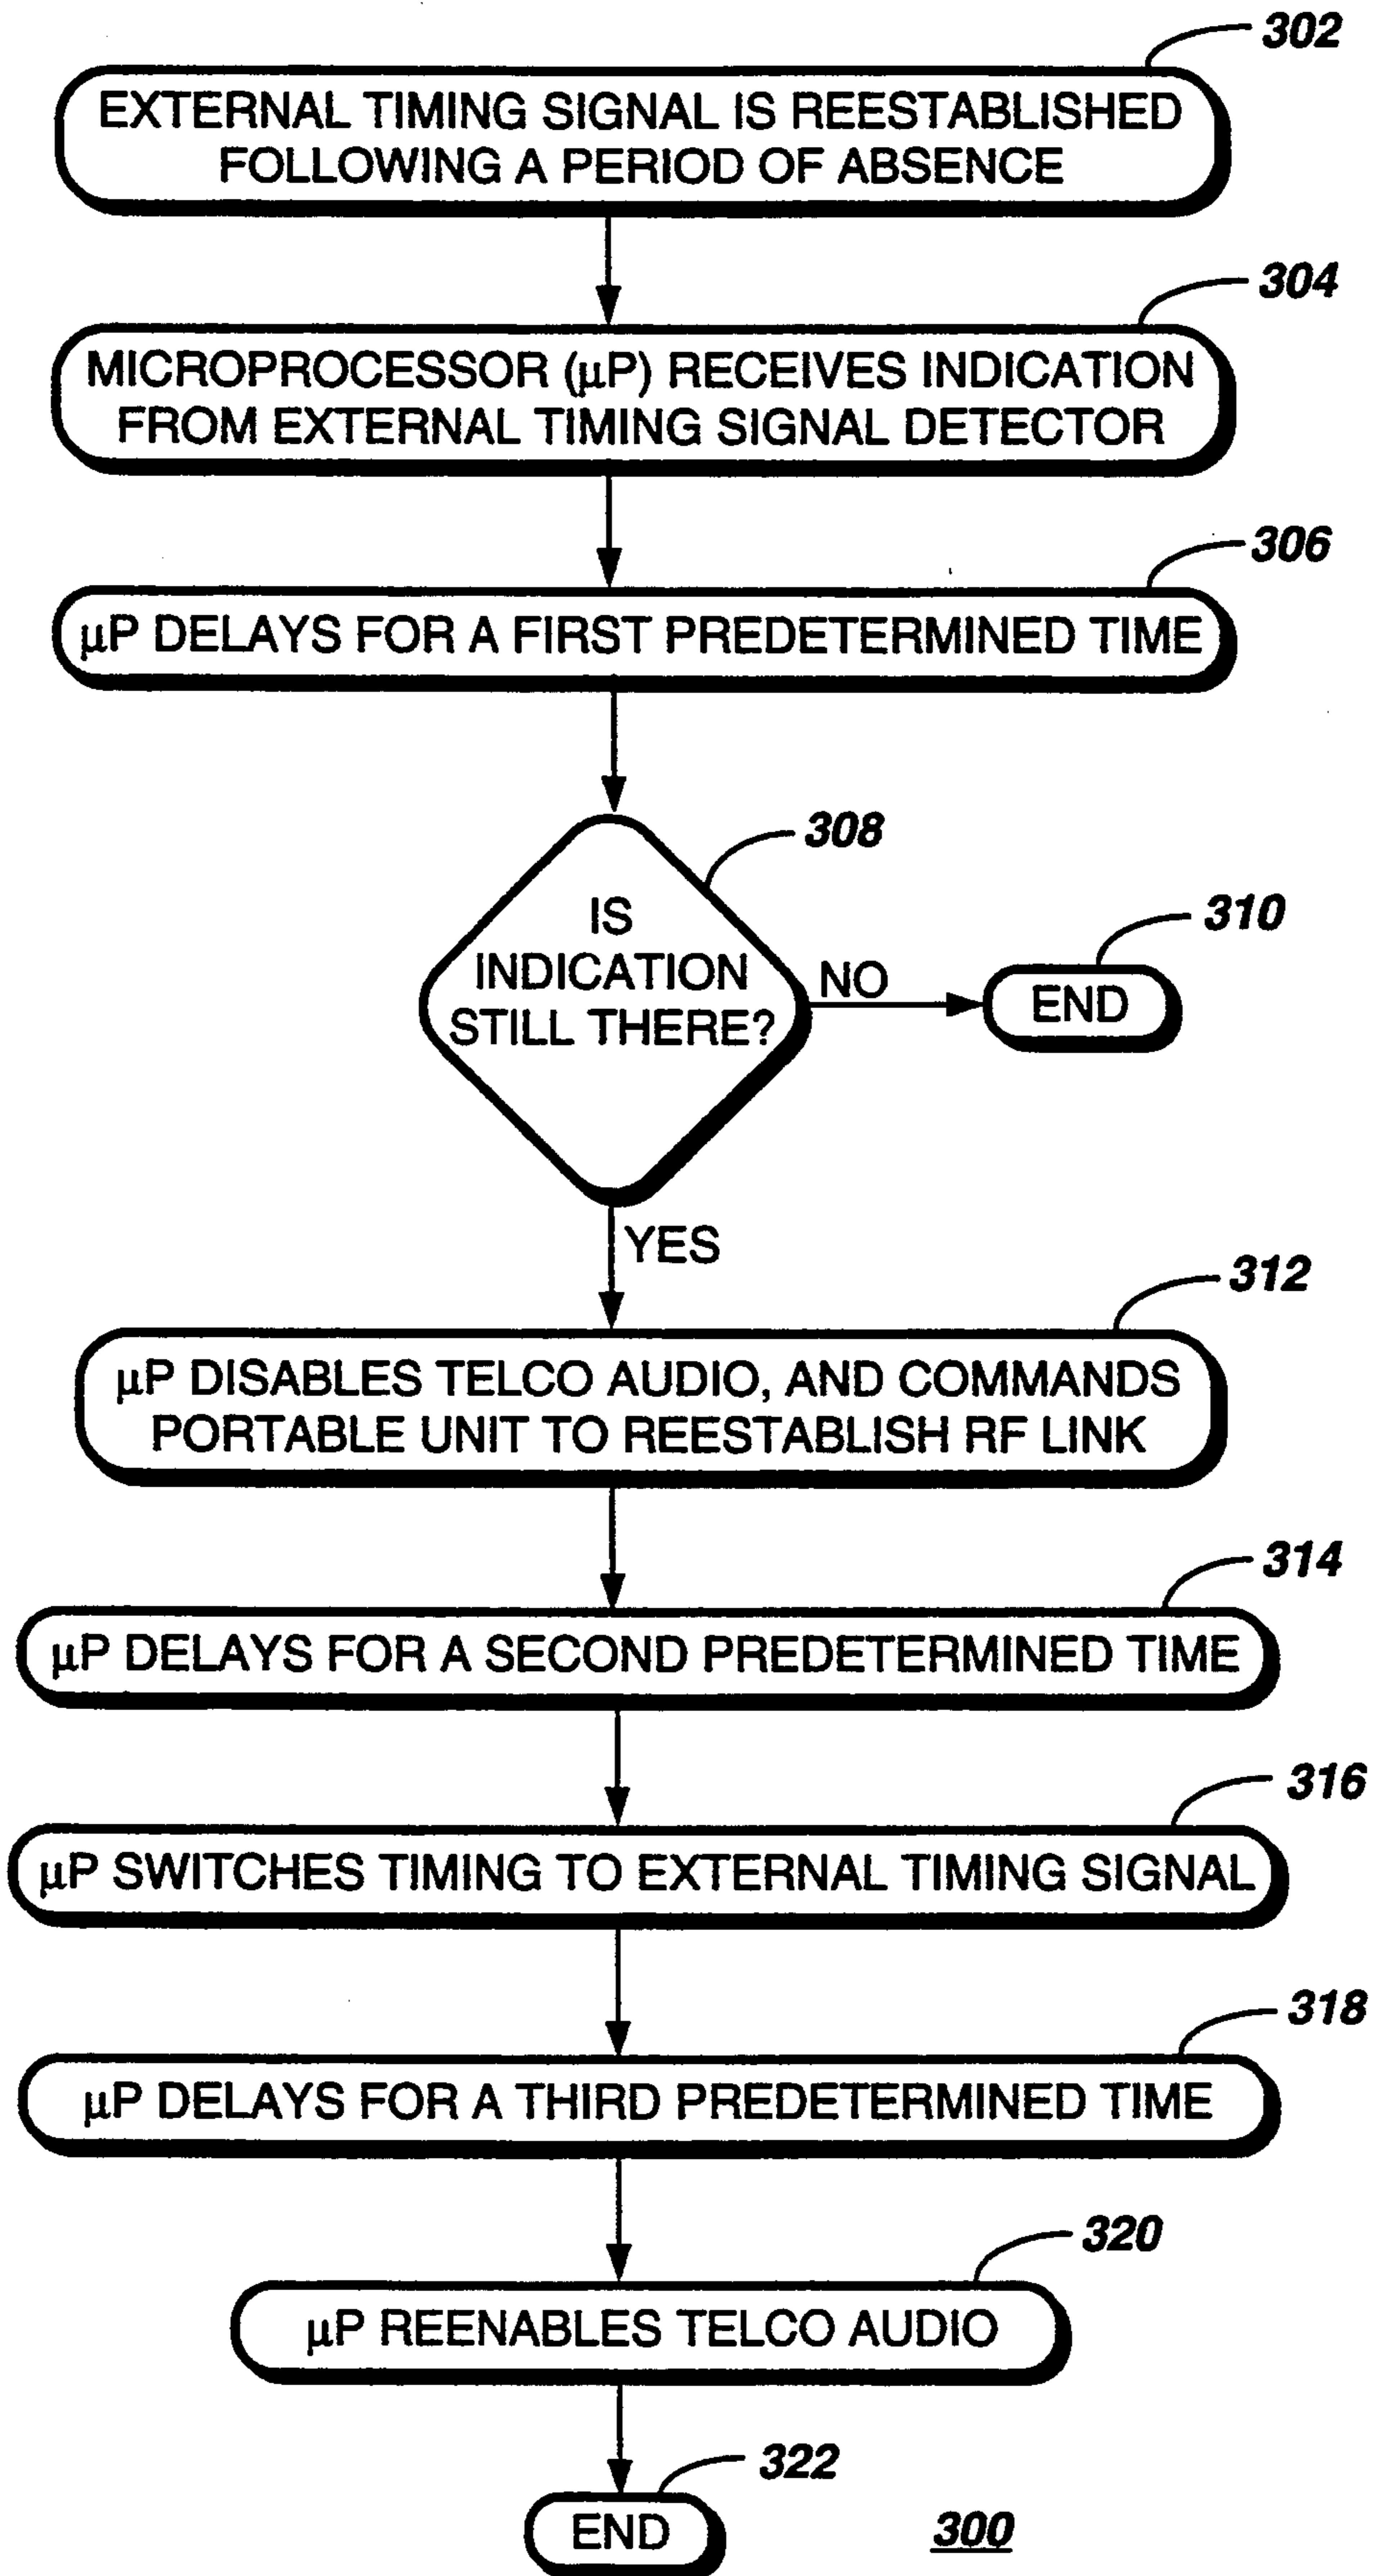 302
EXTERNAL TIMING SIGNAL IS REESTABLISHED
FOLLOWING A PERIOD OF ABSENCE
304
MICROPROCESSOR (µP) RECEIVES INDICATION
FROM EXTERNAL TIMING SIGNAL DETECTOR
306
µP DELAYS FOR A FIRST PREDETERMINED TIME
308
IS
INDICATION
STILL THERE?
NO
310
END
YES
312
µP DISABLES TELCO AUDIO, AND COMMANDS
PORTABLE UNIT TO REESTABLISH RF LINK
314
µP DELAYS FOR A SECOND PREDETERMINED TIME
316
µP SWITCHES TIMING TO EXTERNAL TIMING SIGNAL
318
µP DELAYS FOR A THIRD PREDETERMINED TIME
320
µP REENABLES TELCO AUDIO
322
END
300